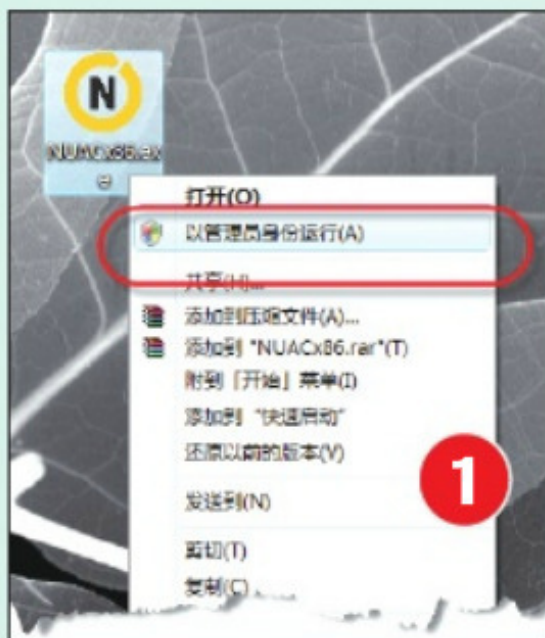 N
NUACx86.ex
e
打开(O)
以管理员身份运行(A)
共享(H)...
添加到压缩文件(A)...
添加到 "NUACx86.rar"(T)
附到「开始」菜单(I)
添加到 "快速启动"
还原以前的版本(V)
1
发送到(N)
剪切(T)
复制(C)